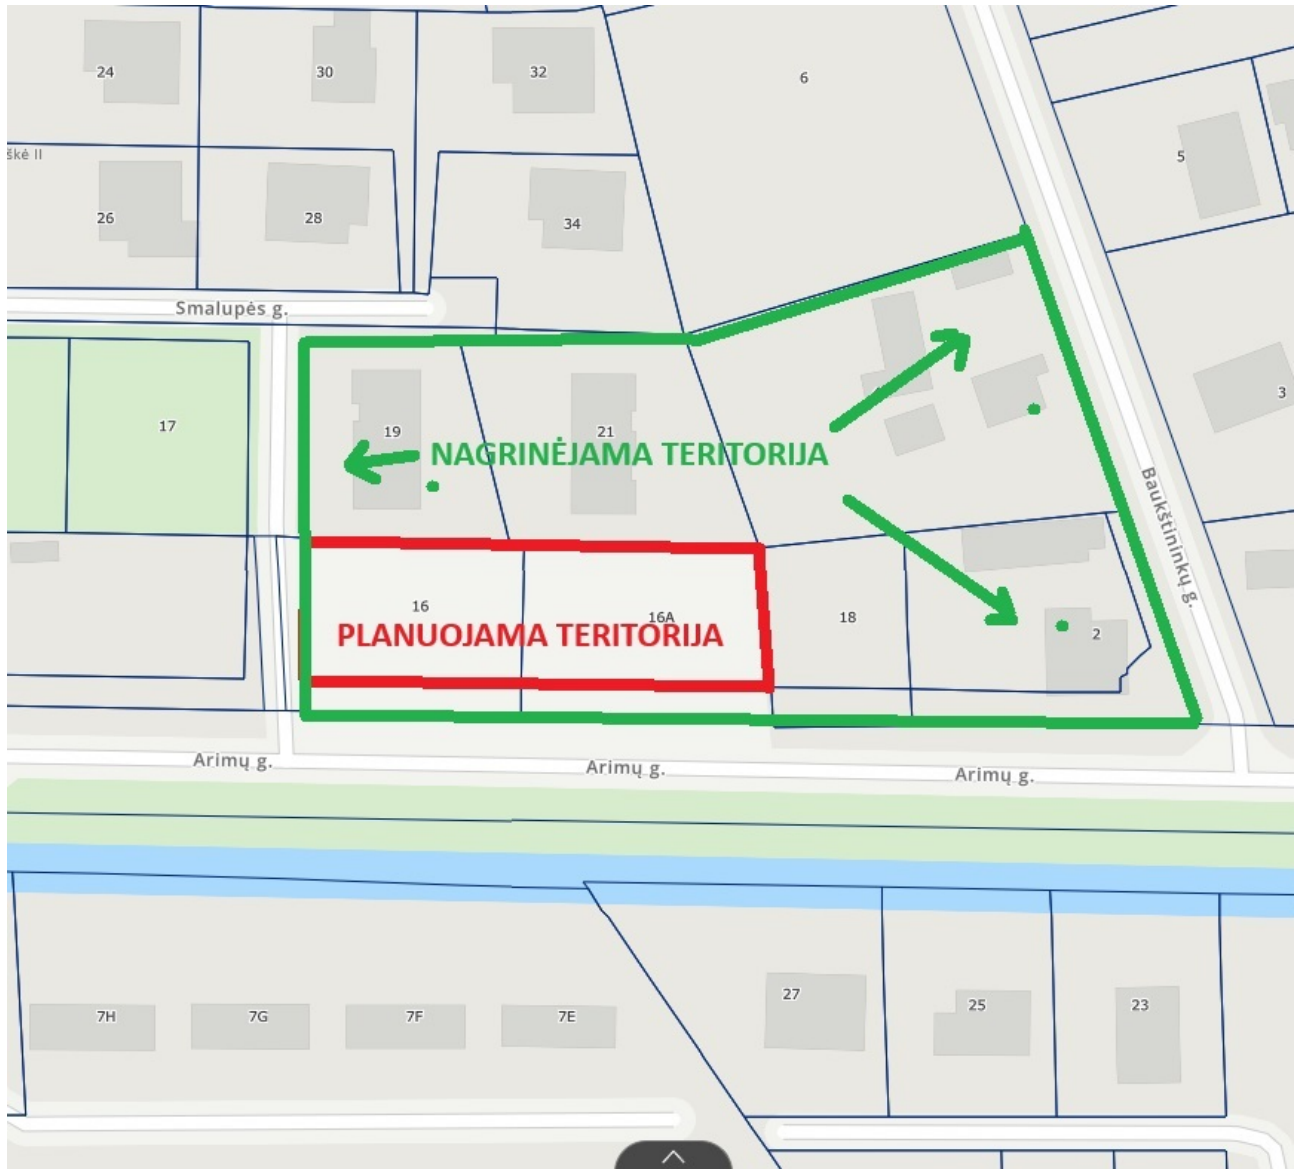 24
30
32
6
5
škė II
26
28
34
Smalupės g.
3
17
19
21
NAGRINĖJAMA TERITORIJA
Baukštininkų g.
16
16A
18
2
PLANUOJAMA TERITORIJA
Arimų g.
Arimų g.
Arimų g.
27
25
23
7H
7G
7F
7E